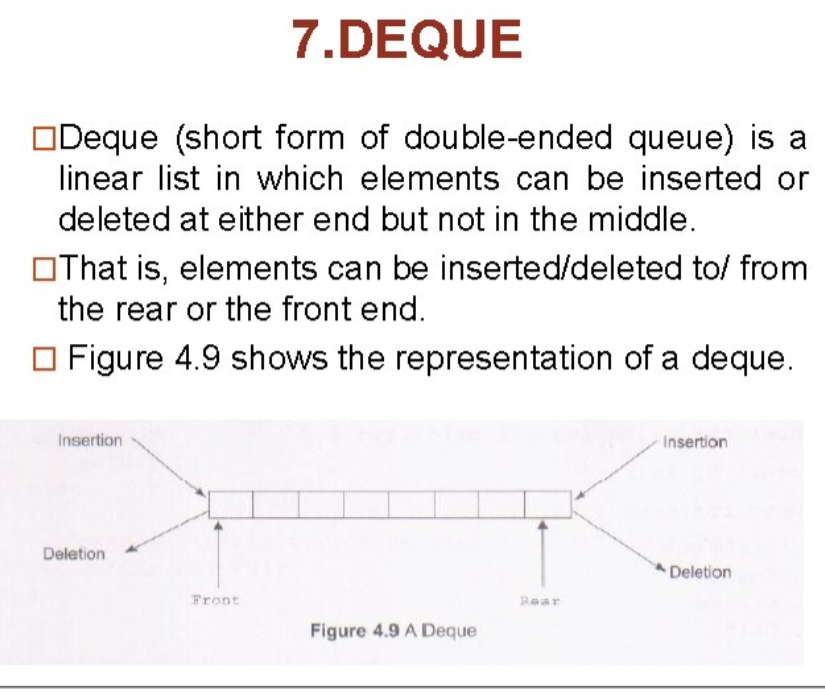 7.DEQUE
Deque (short form of double-ended queue) is a
linear list in which elements can be inserted or
deleted at either end but not in the middle.
That is, elements can be inserted/deleted to/ from
the rear or the front end.
Figure 4.9 shows the representation of a deque.
Insertion
Insertion
Deletion
Deletion
Front
Rear
Figure 4.9 A Deque